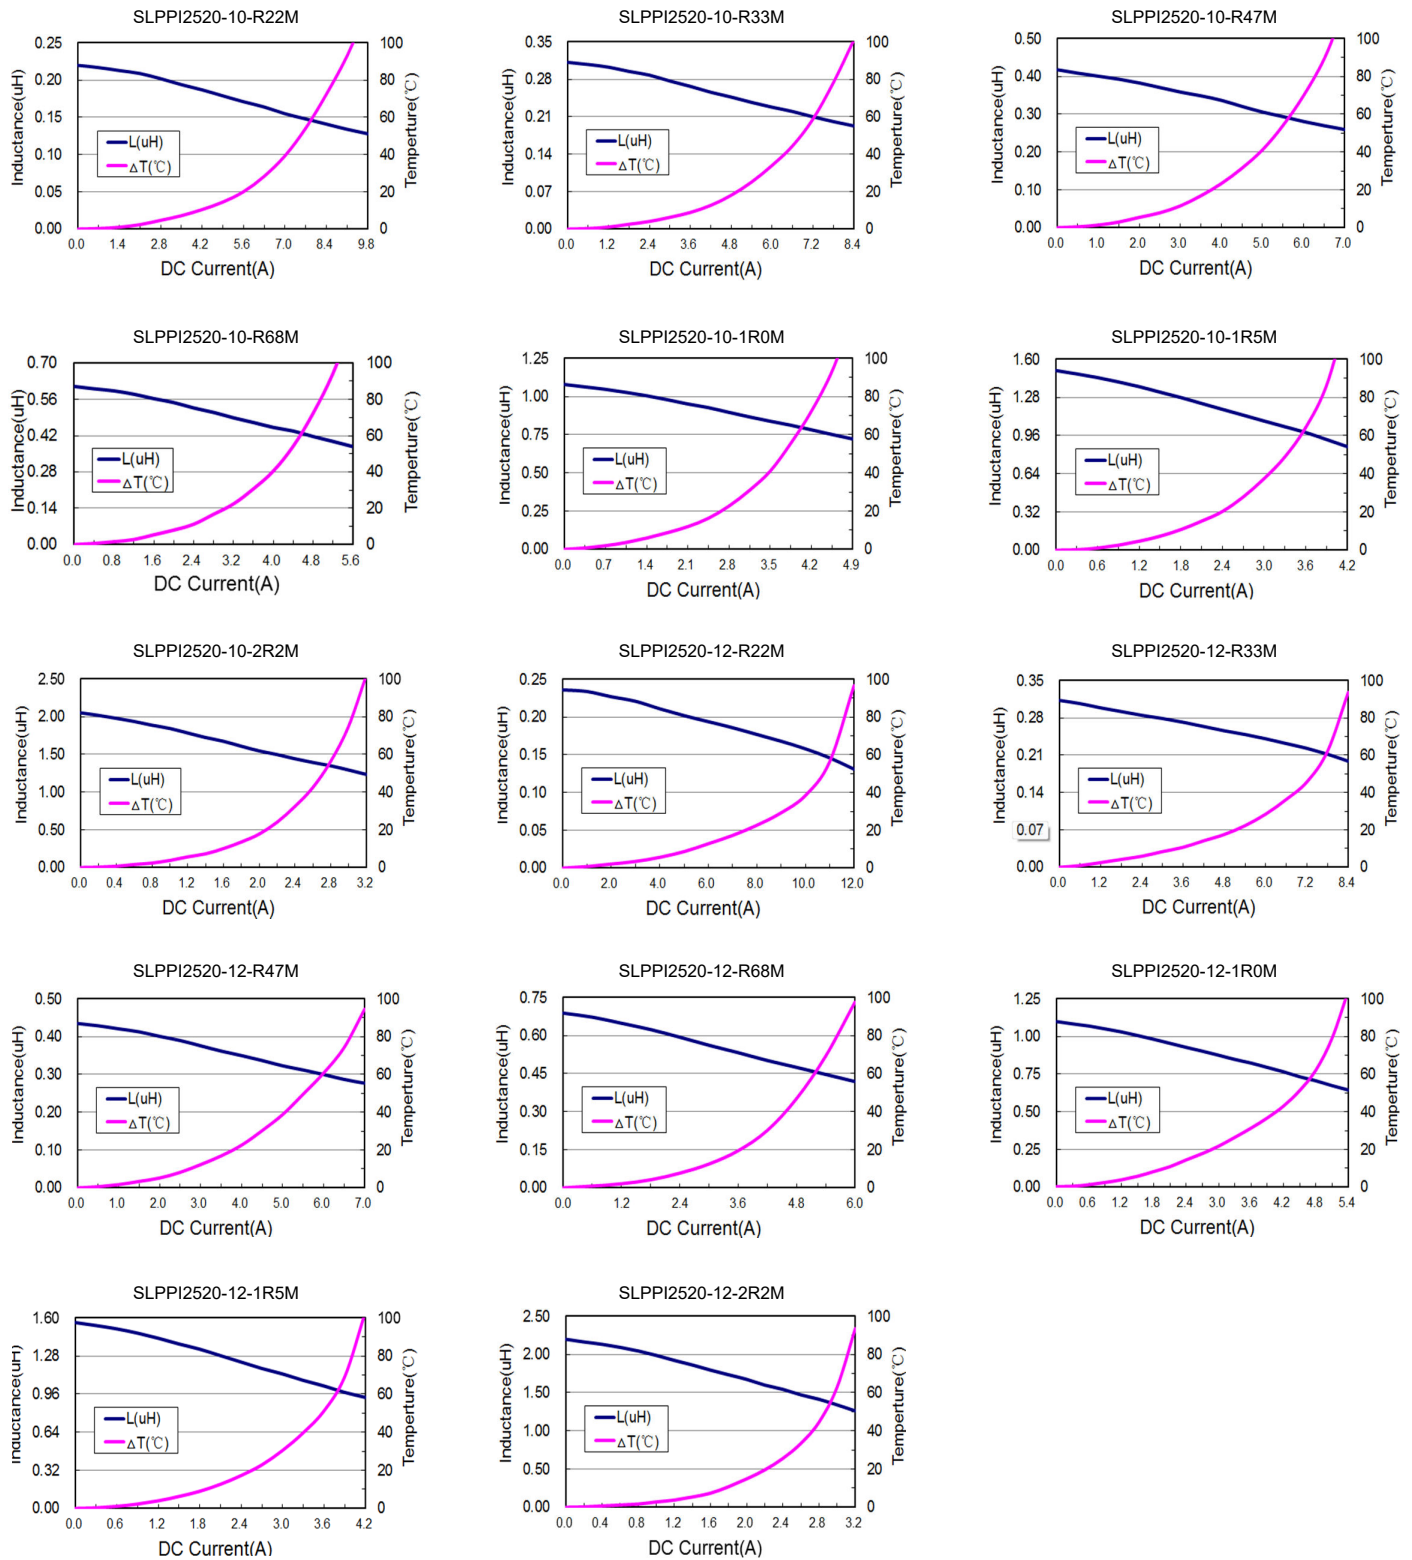 SLPPI2520-10-R22M
0.25
0.20
0.15
0.10
0.05
0.00
Inductance(uH)
L(uH)
ΔT(℃)
100
80
60
40
20
0
Temperture(℃)
0.0 1.4 2.8 4.2 5.6 7.0 8.4 9.8
DC Current(A)
SLPPI2520-10-R33M
0.35
0.28
0.21
0.14
0.07
0.00
Inductance(uH)
L(uH)
ΔT(℃)
100
80
60
40
20
0
Temperture(℃)
0.0 1.2 2.4 3.6 4.8 6.0 7.2 8.4
DC Current(A)
SLPPI2520-10-R47M
0.50
0.40
0.30
0.20
0.10
0.00
Inductance(uH)
L(uH)
ΔT(℃)
100
80
60
40
20
0
Temperture(℃)
0.0 1.0 2.0 3.0 4.0 5.0 6.0 7.0
DC Current(A)
SLPPI2520-10-R68M
0.70
0.56
0.42
0.28
0.14
0.00
Inductance(uH)
L(uH)
ΔT(℃)
100
80
60
40
20
0
Temperture(℃)
0.0 0.8 1.6 2.4 3.2 4.0 4.8 5.6
DC Current(A)
SLPPI2520-10-1R0M
1.25
1.00
0.75
0.50
0.25
0.00
Inductance(uH)
L(uH)
ΔT(℃)
100
80
60
40
20
0
Temperture(℃)
0.0 0.7 1.4 2.1 2.8 3.5 4.2 4.9
DC Current(A)
SLPPI2520-10-1R5M
1.60
1.28
0.96
0.64
0.32
0.00
Inductance(uH)
L(uH)
ΔT(℃)
100
80
60
40
20
0
Temperture(℃)
0.0 0.6 1.2 1.8 2.4 3.0 3.6 4.2
DC Current(A)
SLPPI2520-10-2R2M
2.50
2.00
1.50
1.00
0.50
0.00
Inductance(uH)
L(uH)
ΔT(℃)
100
80
60
40
20
0
Temperture(℃)
0.0 0.4 0.8 1.2 1.6 2.0 2.4 2.8 3.2
DC Current(A)
SLPPI2520-12-R22M
0.25
0.20
0.15
0.10
0.05
0.00
Inductance(uH)
L(uH)
ΔT(℃)
100
80
60
40
20
0
Temperture(℃)
0.0 2.0 4.0 6.0 8.0 10.0 12.0
DC Current(A)
SLPPI2520-12-R33M
0.35
0.28
0.21
0.14
0.07
0.00
Inductance(uH)
L(uH)
ΔT(℃)
100
80
60
40
20
0
Temperture(℃)
0.0 1.2 2.4 3.6 4.8 6.0 7.2 8.4
DC Current(A)
SLPPI2520-12-R47M
0.50
0.40
0.30
0.20
0.10
0.00
Inductance(uH)
L(uH)
ΔT(℃)
100
80
60
40
20
0
Temperture(℃)
0.0 1.0 2.0 3.0 4.0 5.0 6.0 7.0
DC Current(A)
SLPPI2520-12-R68M
0.75
0.60
0.45
0.30
0.15
0.00
Inductance(uH)
L(uH)
ΔT(℃)
100
80
60
40
20
0
Temperture(℃)
0.0 1.2 2.4 3.6 4.8 6.0
DC Current(A)
SLPPI2520-12-1R0M
1.25
1.00
0.75
0.50
0.25
0.00
Inductance(uH)
L(uH)
ΔT(℃)
100
80
60
40
20
0
Temperture(℃)
0.0 0.6 1.2 1.8 2.4 3.0 3.6 4.2 4.8 5.4
DC Current(A)
SLPPI2520-12-1R5M
1.60
1.28
0.96
0.64
0.32
0.00
Inductance(uH)
L(uH)
ΔT(℃)
100
80
60
40
20
0
Temperture(℃)
0.0 0.6 1.2 1.8 2.4 3.0 3.6 4.2
DC Current(A)
SLPPI2520-12-2R2M
2.50
2.00
1.50
1.00
0.50
0.00
Inductance(uH)
L(uH)
ΔT(℃)
100
80
60
40
20
0
Temperture(℃)
0.0 0.4 0.8 1.2 1.6 2.0 2.4 2.8 3.2
DC Current(A)